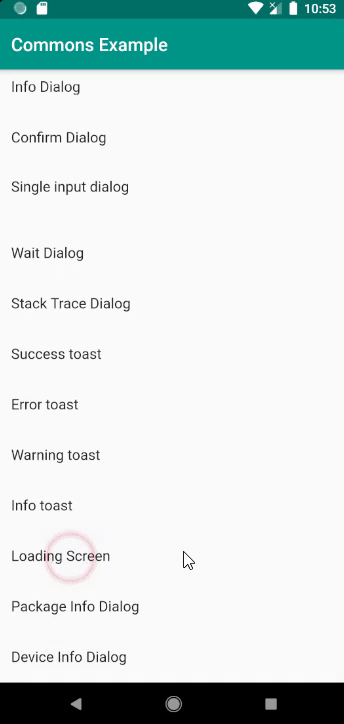 10:53
Commons Example
Info Dialog
Confirm Dialog
Single input dialog
Wait Dialog
Stack Trace Dialog
Success toast
Error toast
Warning toast
Info toast
Loading Screen
Package Info Dialog
Device Info Dialog